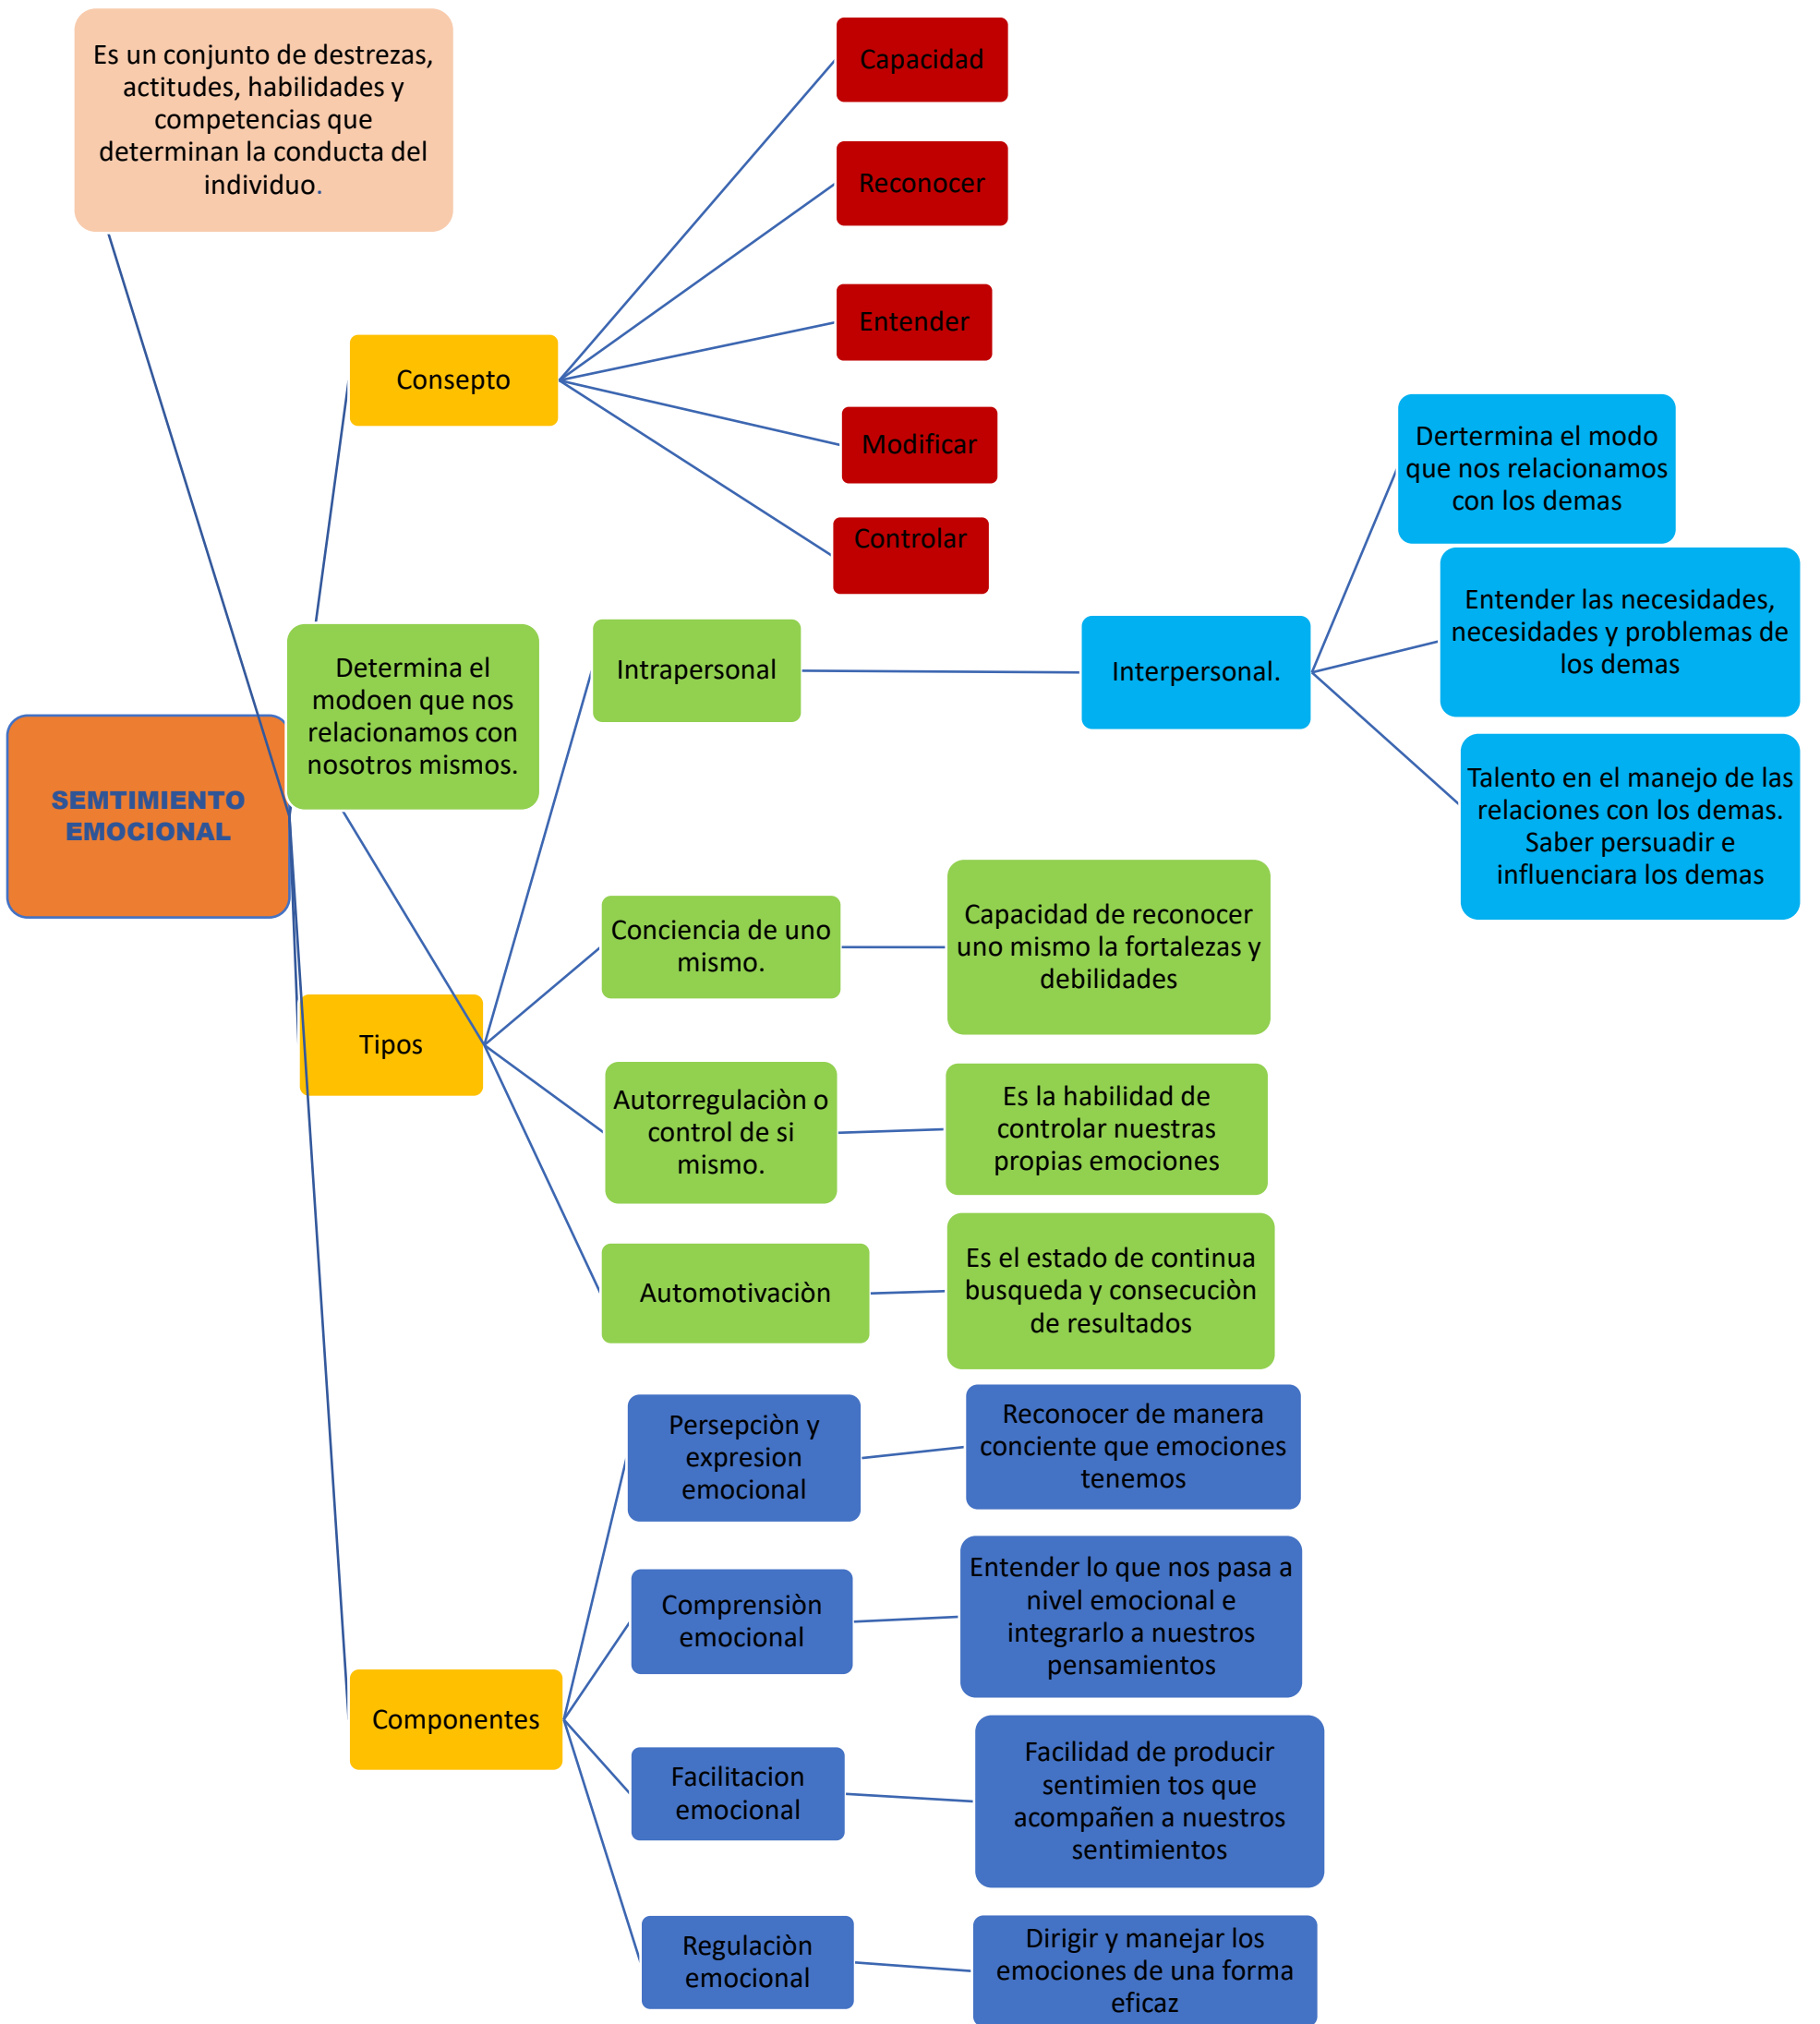 Es un conjunto de destrezas,
actitudes, habilidades y
competencias que
determinan la conducta del
individuo.
SEMTIMIENTO
EMOCIONAL
Consepto
Capacidad
Reconocer
Entender
Modificar
Controlar
Determina el
modoen que nos
relacionamos con
nosotros mismos.
Tipos
Intrapersonal
Interpersonal.
Dertermina el modo
que nos relacionamos
con los demas
Entender las necesidades,
necesidades y problemas de
los demas
Talento en el manejo de las
relaciones con los demas.
Saber persuadir e
influenciara los demas
Conciencia de uno
mismo.
Capacidad de reconocer
uno mismo la fortalezas y
debilidades
Autorregulaciòn o
control de si
mismo.
Es la habilidad de
controlar nuestras
propias emociones
Automotivaciòn
Es el estado de continua
busqueda y consecuciòn
de resultados
Componentes
Persepciòn y
expresion
emocional
Reconocer de manera
conciente que emociones
tenemos
Comprensiòn
emocional
Entender lo que nos pasa a
nivel emocional e
integrarlo a nuestros
pensamientos
Facilitacion
emocional
Facilidad de producir
sentimien tos que
acompañen a nuestros
sentimientos
Regulaciòn
emocional
Dirigir y manejar los
emociones de una forma
eficaz